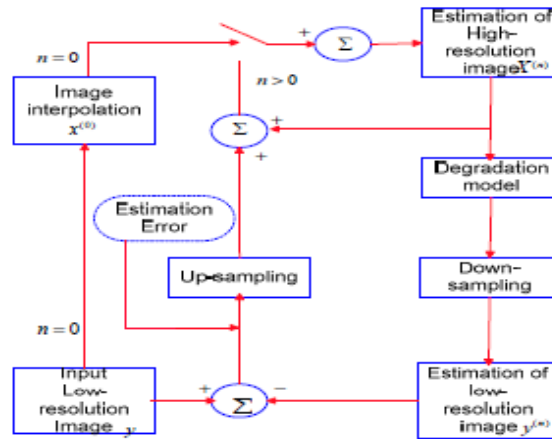 n=0
+
Σ
Estimation of
High-
resolution
image X^(n)
Image
interpolation
x^(0)
n>0
Σ
+
+
Degradation
model
Estimation
Error
Up-sampling
Down-
sampling
n=0
Input
Low-
resolution
Image y
+
Σ
−
Estimation of
low-
resolution
image y^(n)